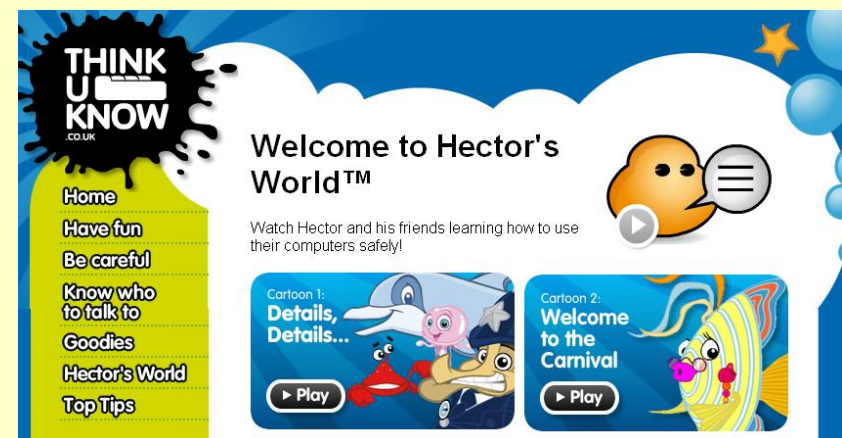 THINK
U
KNOW
.CO.UK
Home
Have fun
Be careful
Know who
to talk to
Goodies
Hector's World
Top Tips
Welcome to Hector's
World™
Watch Hector and his friends learning how to use
their computers safely!
Cartoon 1:
Details,
Details...
Play
Cartoon 2:
Welcome
to the
Carnival
Play